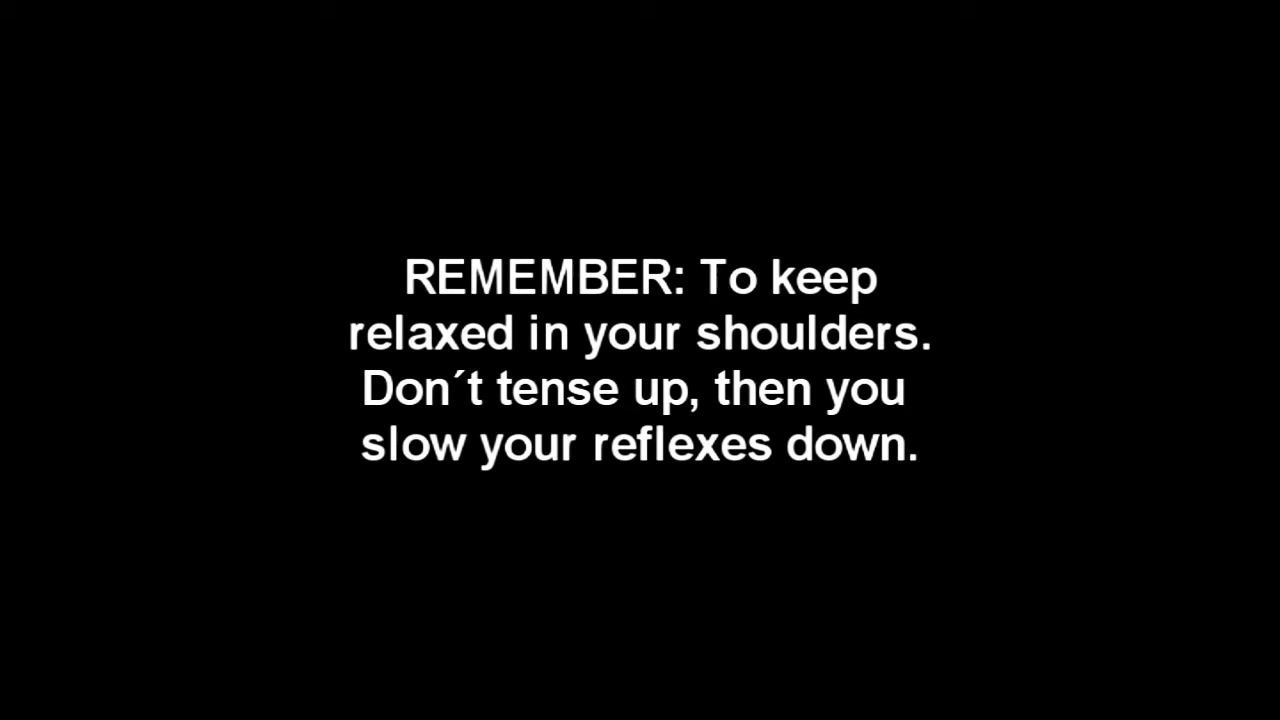 REMEMBER: To keep
relaxed in your shoulders.
Don´t tense up, then you
slow your reflexes down.